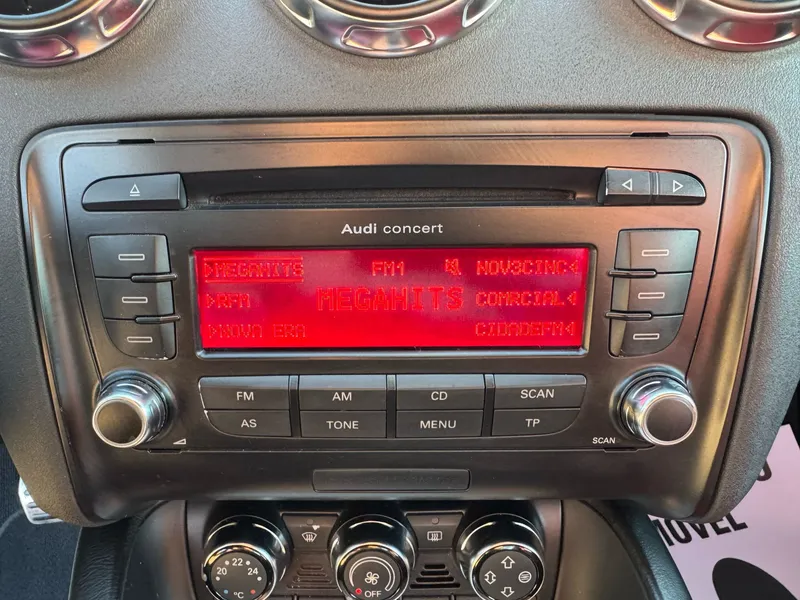 Audi concert
MEGAHITS FM1 NOV3CINC
RFM MEGAHITS COMRCIAL
NOVA ERA CIDADEFM
FM AM CD SCAN
AS TONE MENU TP
SCAN
MÓVEL
20 22 24
°C
OFF